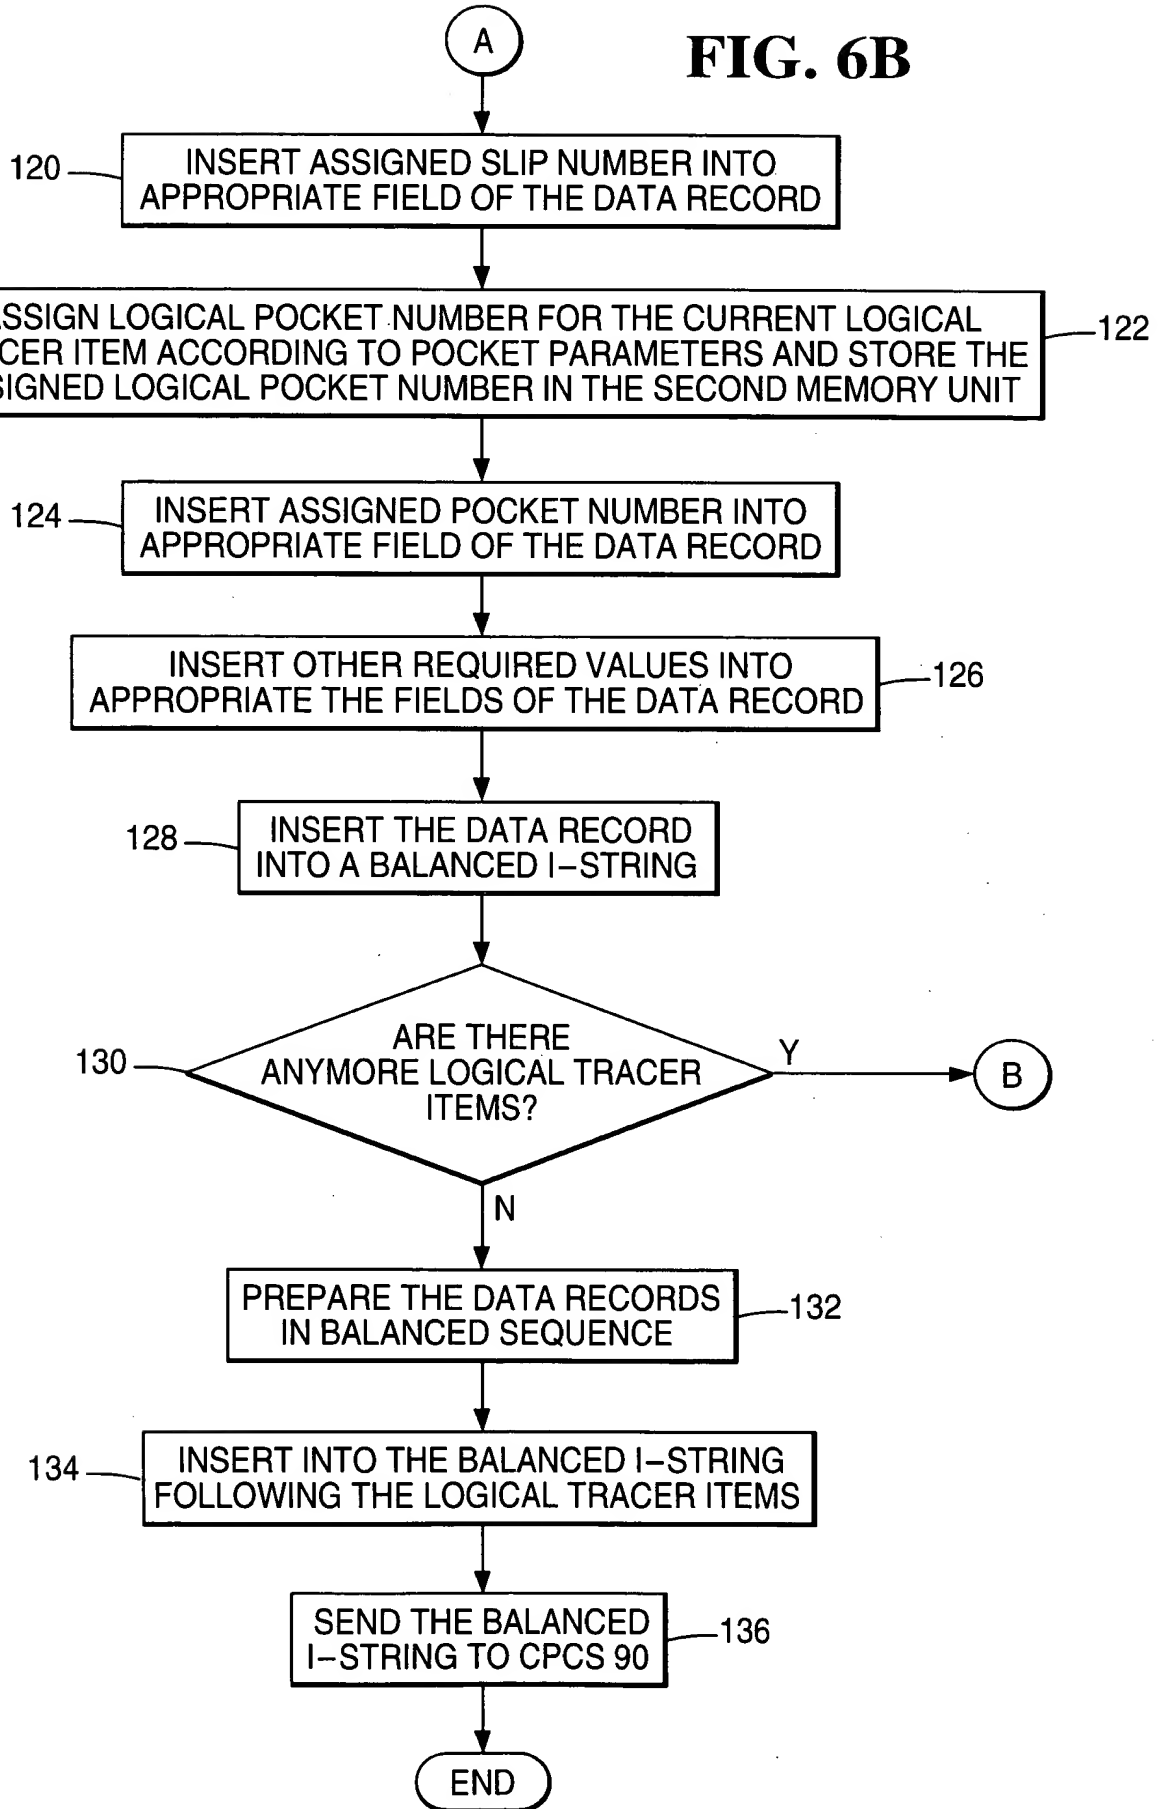 A
FIG. 6B
120
INSERT ASSIGNED SLIP NUMBER INTO
APPROPRIATE FIELD OF THE DATA RECORD
SSIGN LOGICAL POCKET NUMBER FOR THE CURRENT LOGICAL
CER ITEM ACCORDING TO POCKET PARAMETERS AND STORE THE
SIGNED LOGICAL POCKET NUMBER IN THE SECOND MEMORY UNIT
122
124
INSERT ASSIGNED POCKET NUMBER INTO
APPROPRIATE FIELD OF THE DATA RECORD
INSERT OTHER REQUIRED VALUES INTO
APPROPRIATE THE FIELDS OF THE DATA RECORD
126
128
INSERT THE DATA RECORD
INTO A BALANCED I–STRING
130
ARE THERE
ANYMORE LOGICAL TRACER
ITEMS?
Y
B
N
PREPARE THE DATA RECORDS
IN BALANCED SEQUENCE
132
134
INSERT INTO THE BALANCED I–STRING
FOLLOWING THE LOGICAL TRACER ITEMS
SEND THE BALANCED
I–STRING TO CPCS 90
136
END